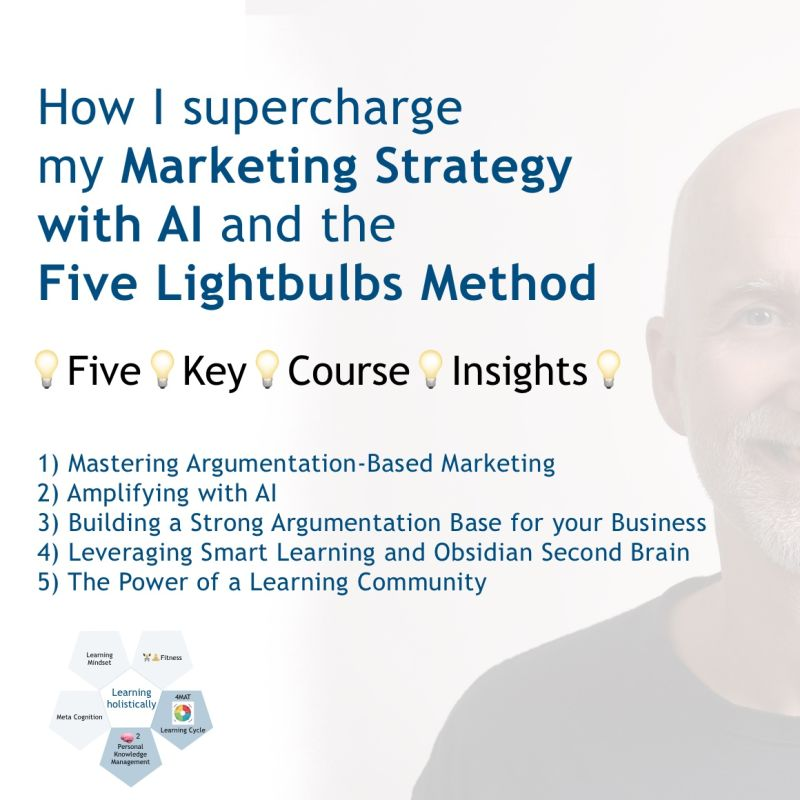 How I supercharge
my Marketing Strategy
with AI and the
Five Lightbulbs Method
💡Five💡Key💡Course💡Insights💡
1) Mastering Argumentation-Based Marketing
2) Amplifying with AI
3) Building a Strong Argumentation Base for your Business
4) Leveraging Smart Learning and Obsidian Second Brain
5) The Power of a Learning Community
Learning
Mindset
Fitness
Learning
holistically
Meta Cognition
4MAT
Learning Cycle
2
Personal
Knowledge
Management